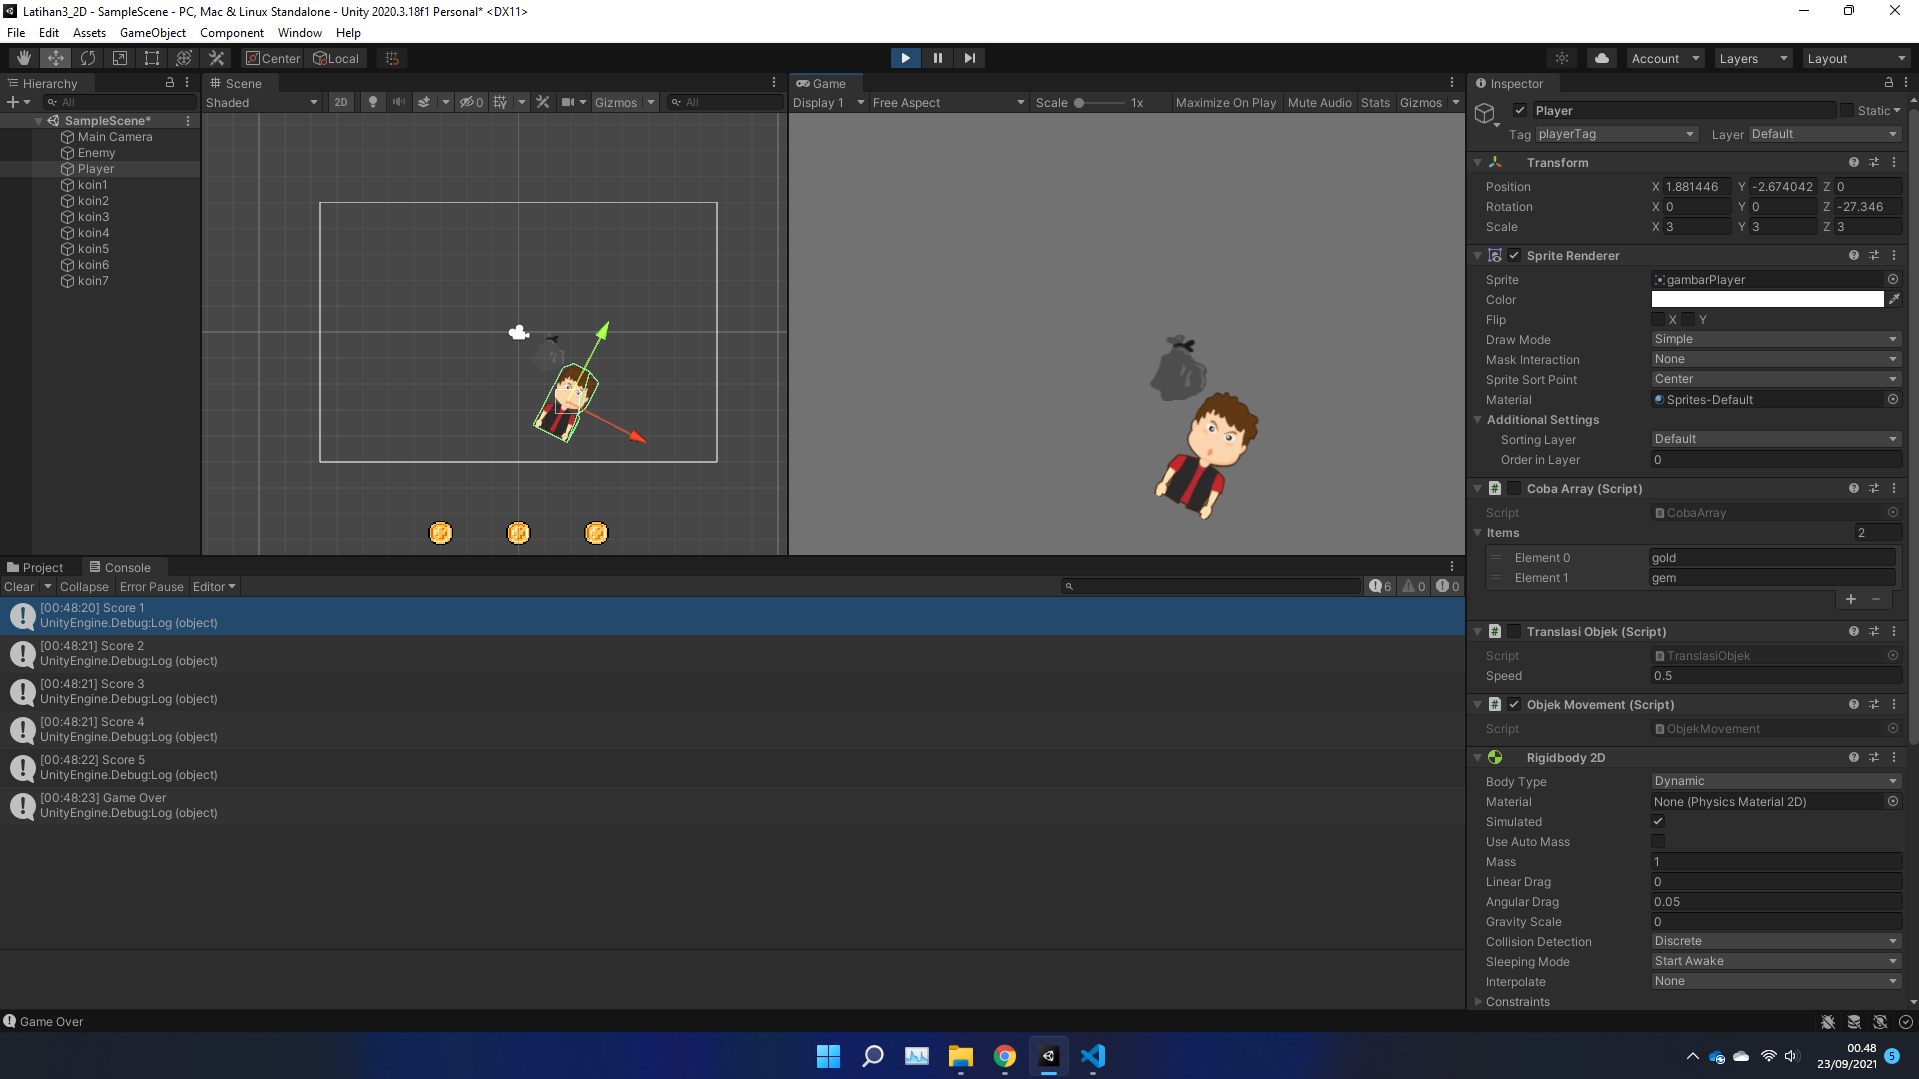 Latihan3_2D - SampleScene - PC, Mac & Linux Standalone - Unity 2020.3.18f1 Personal* <DX11>
File Edit Assets GameObject Component Window Help
Center Local Account Layers Layout
Hierarchy
All
SampleScene*
Main Camera
Enemy
Player
koin1
koin2
koin3
koin4
koin5
koin6
koin7
Scene
Shaded 2D 0 Gizmos All
Game
Display 1 Free Aspect Scale 1x Maximize On Play Mute Audio Stats Gizmos
Inspector
Player Static
Tag playerTag Layer Default
Transform
Position X 1.881446 Y -2.674042 Z 0
Rotation X 0 Y 0 Z -27.346
Scale X 3 Y 3 Z 3
Sprite Renderer
Sprite gambarPlayer
Color
Flip X Y
Draw Mode Simple
Mask Interaction None
Sprite Sort Point Center
Material Sprites-Default
Additional Settings
Sorting Layer Default
Order in Layer 0
Coba Array (Script)
Script CobaArray
Items 2
Element 0 gold
Element 1 gem
Translasi Objek (Script)
Script TranslasiObjek
Speed 0.5
Objek Movement (Script)
Script ObjekMovement
Rigidbody 2D
Body Type Dynamic
Material None (Physics Material 2D)
Simulated
Use Auto Mass
Mass 1
Linear Drag 0
Angular Drag 0.05
Gravity Scale 0
Collision Detection Discrete
Sleeping Mode Start Awake
Interpolate None
Constraints
Project Console
Clear Collapse Error Pause Editor 6 0 0
[00:48:20] Score 1
UnityEngine.Debug:Log (object)
[00:48:21] Score 2
UnityEngine.Debug:Log (object)
[00:48:21] Score 3
UnityEngine.Debug:Log (object)
[00:48:21] Score 4
UnityEngine.Debug:Log (object)
[00:48:22] Score 5
UnityEngine.Debug:Log (object)
[00:48:23] Game Over
UnityEngine.Debug:Log (object)
Game Over
00.48
23/09/2021
5